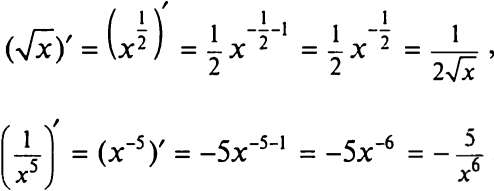 (√x)′ = (x^{1/2})′ = 1/2 x^{-1/2-1} = 1/2 x^{-1/2} = 1/(2√x) ,
(1/x^5)′ = (x^{-5})′ = -5x^{-5-1} = -5x^{-6} = - 5/x^6